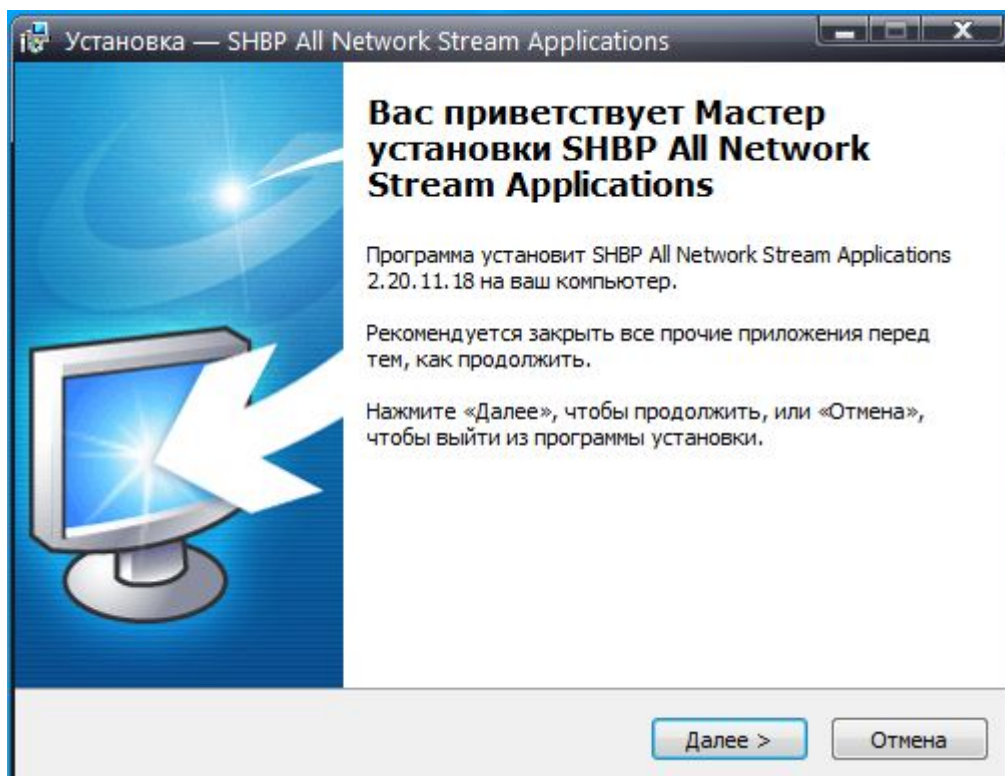 Установка — SHBP All Network Stream Applications
Вас приветствует Мастер
установки SHBP All Network
Stream Applications
Программа установит SHBP All Network Stream Applications
2.20.11.18 на ваш компьютер.
Рекомендуется закрыть все прочие приложения перед
тем, как продолжить.
Нажмите «Далее», чтобы продолжить, или «Отмена»,
чтобы выйти из программы установки.
Далее >
Отмена